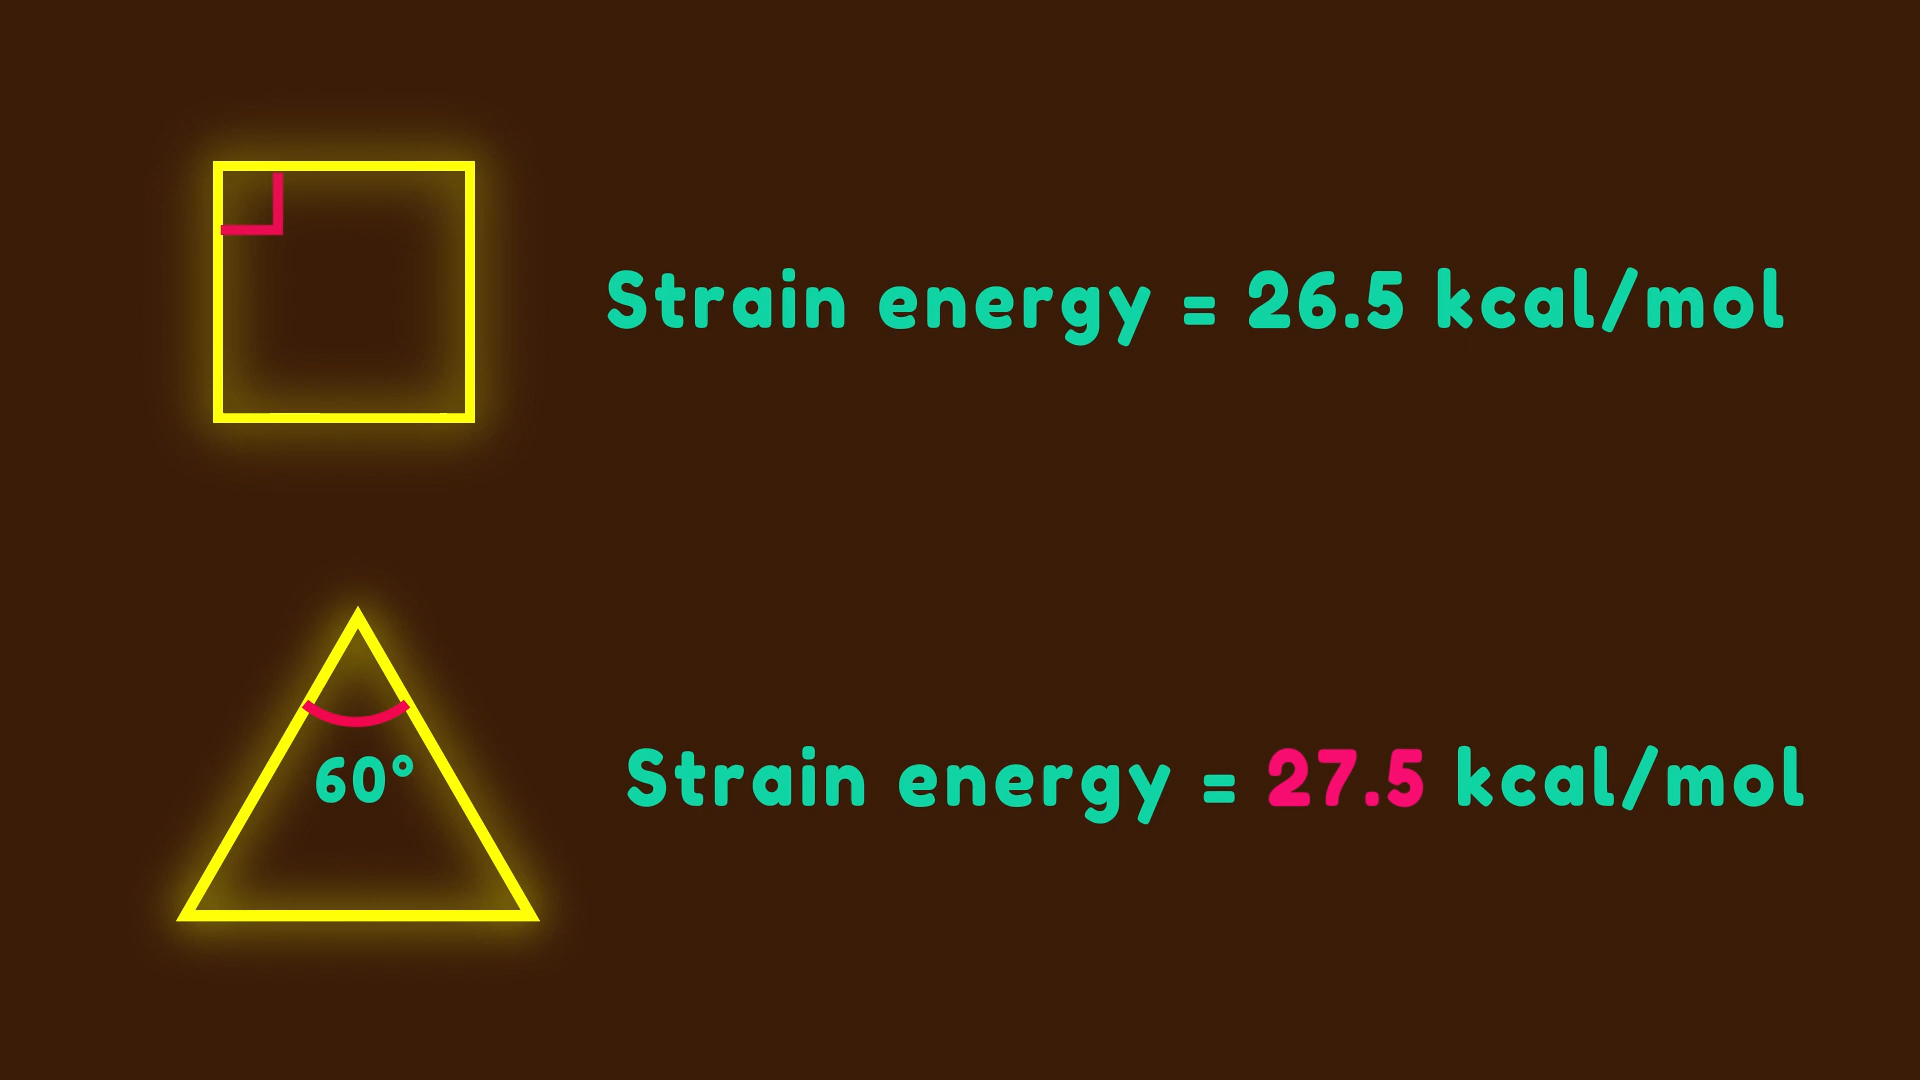 Strain energy = 26.5 kcal/mol
60°
Strain energy = 27.5 kcal/mol